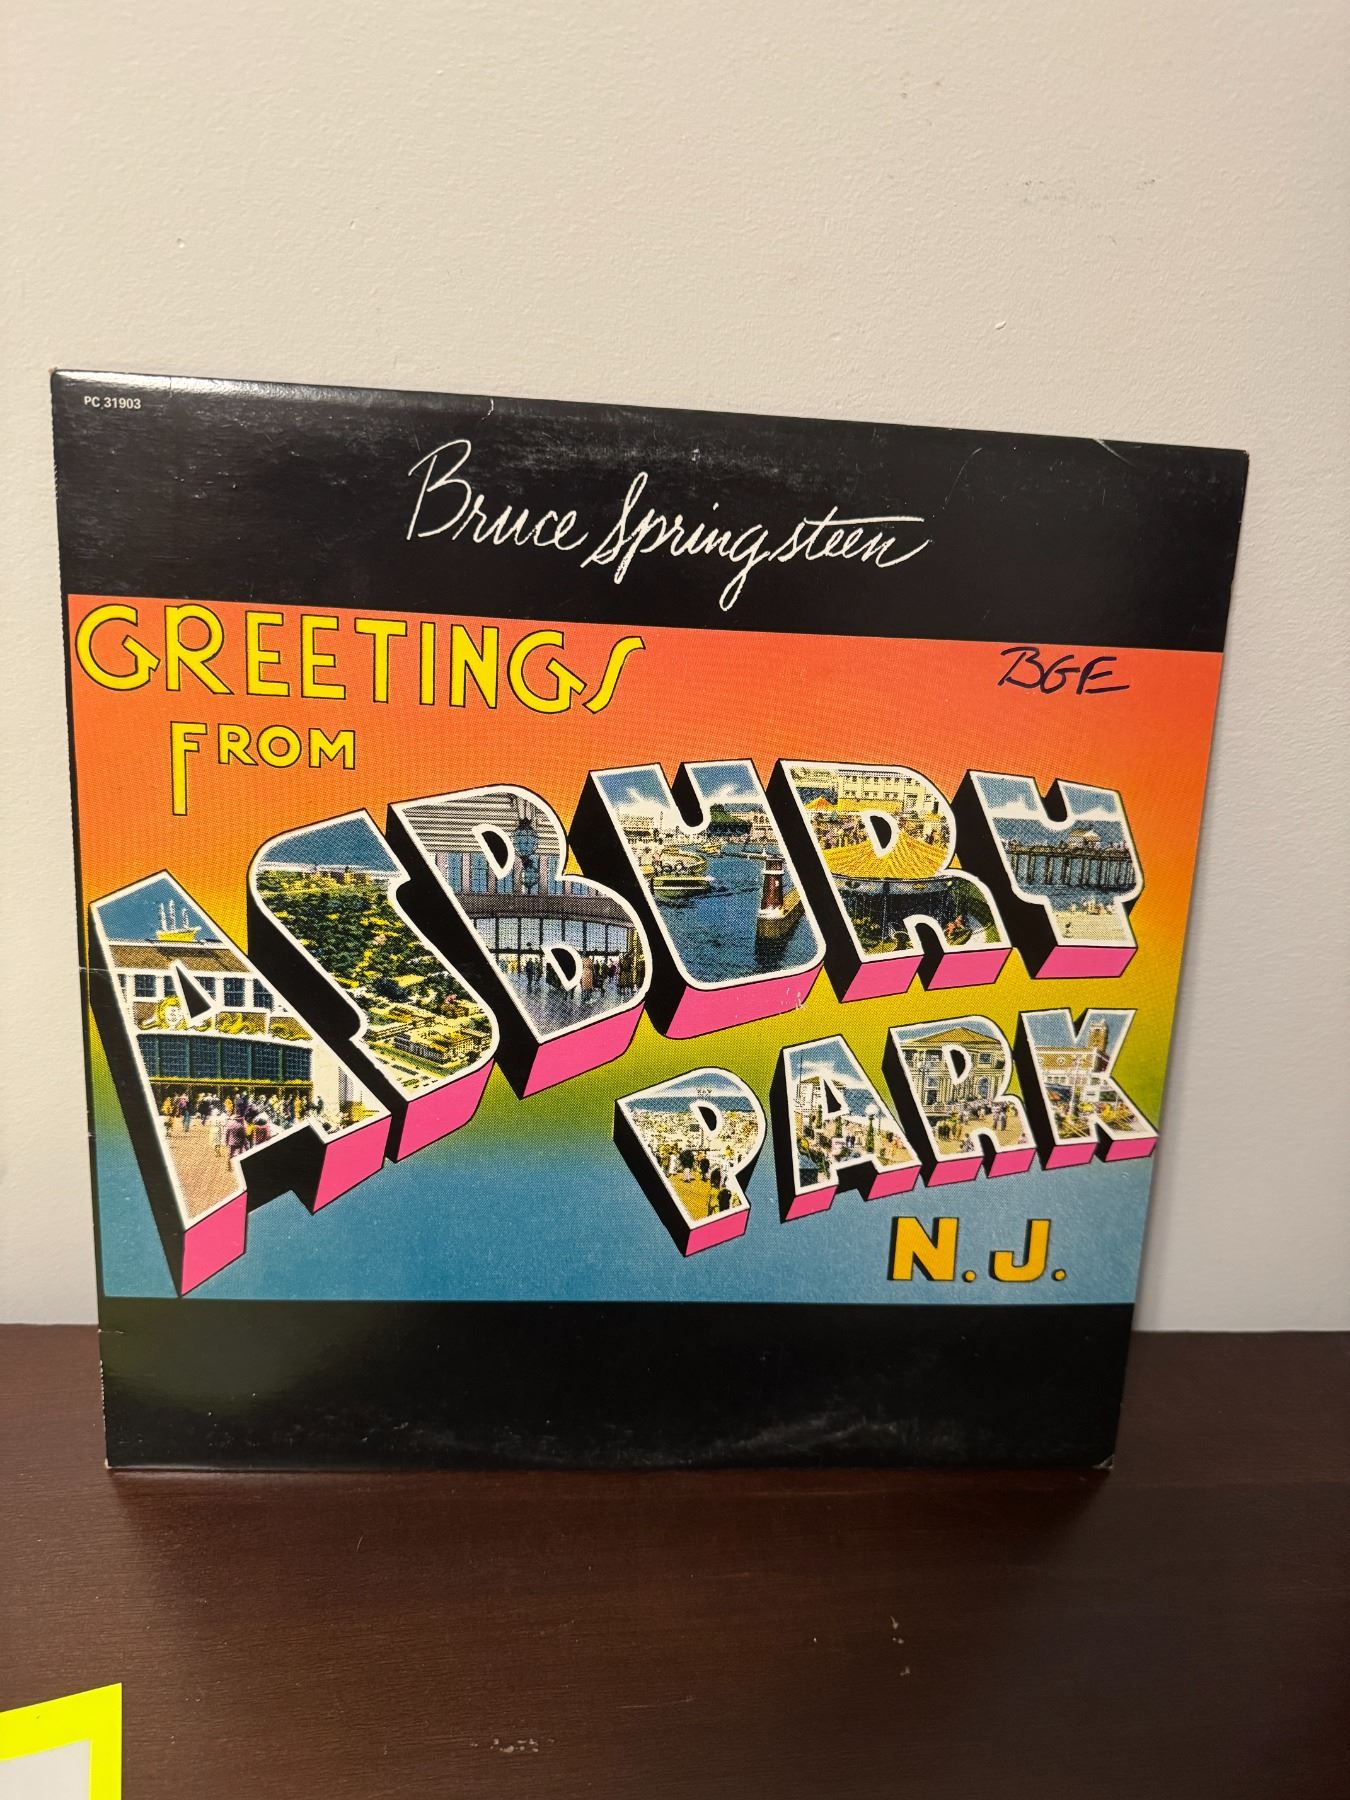 PC 31903
Bruce Springsteen
GREETINGS
BGE
FROM
ASBURY
PARK
N.J.